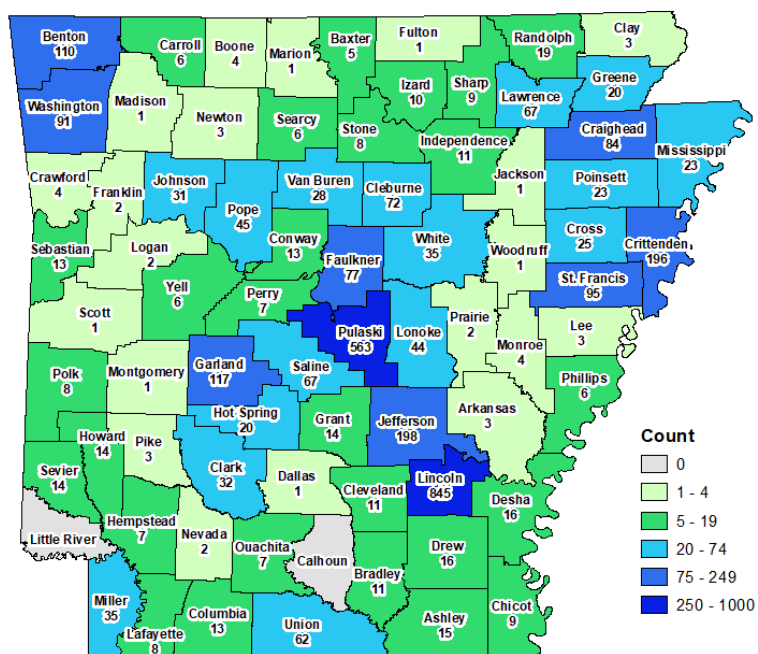 Benton
110
Carroll
6
Boone
4
Marion
1
Baxter
5
Fulton
1
Randolph
19
Clay
3
Washington
91
Madison
1
Newton
3
Searcy
6
Stone
8
Izard
10
Sharp
9
Lawrence
67
Greene
20
Independence
11
Craighead
84
Mississippi
23
Crawford
4
Franklin
2
Johnson
31
Pope
45
Van Buren
28
Cleburne
72
Jackson
1
Poinsett
23
Sebastian
13
Logan
2
Conway
13
Faulkner
77
White
35
Woodruff
1
Cross
25
Crittenden
196
St. Francis
95
Scott
1
Yell
6
Perry
7
Pulaski
563
Lonoke
44
Prairie
2
Monroe
4
Lee
3
Polk
8
Montgomery
1
Garland
117
Saline
67
Phillips
6
Hot Spring
20
Grant
14
Jefferson
198
Arkansas
3
Howard
14
Pike
3
Sevier
14
Clark
32
Dallas
1
Cleveland
11
Lincoln
845
Desha
16
Little River
Hempstead
7
Nevada
2
Ouachita
7
Calhoun
Bradley
11
Drew
16
Miller
35
Lafayette
8
Columbia
13
Union
62
Ashley
15
Chicot
9
Count
0
1 - 4
5 - 19
20 - 74
75 - 249
250 - 1000